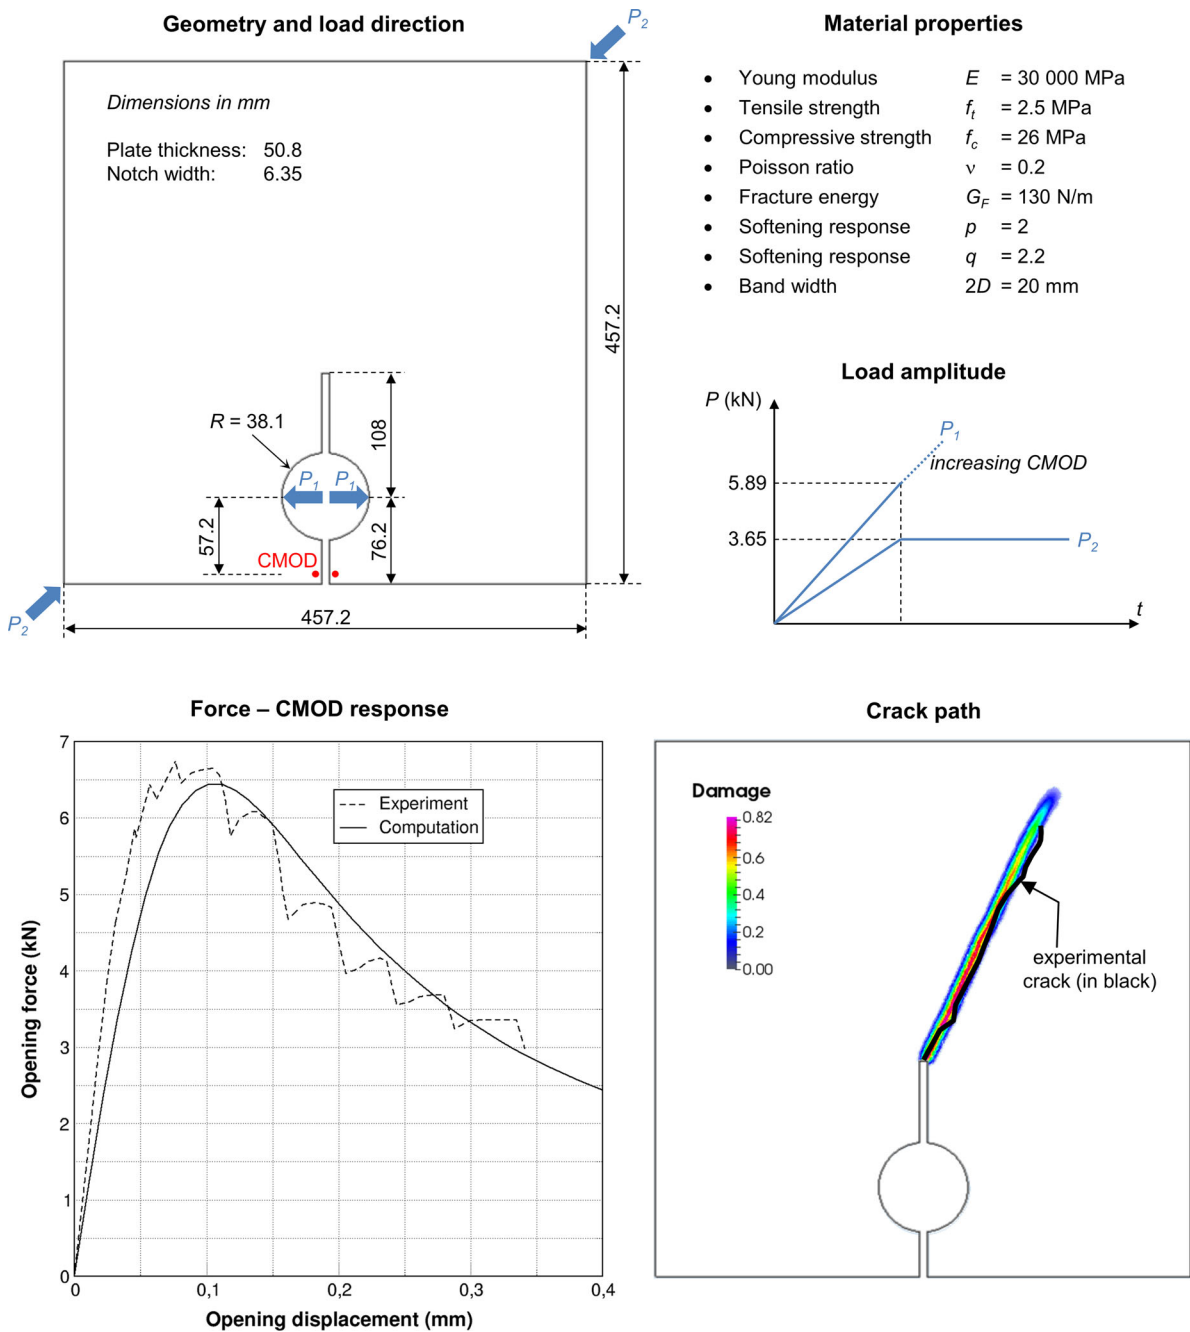 Geometry and load direction
P2
Dimensions in mm
Plate thickness: 50.8
Notch width: 6.35
R = 38.1
P1 P1
108
57.2
76.2
CMOD
457.2
P2
457.2
Material properties
• Young modulus E = 30 000 MPa
• Tensile strength ft = 2.5 MPa
• Compressive strength fc = 26 MPa
• Poisson ratio ν = 0.2
• Fracture energy GF = 130 N/m
• Softening response p = 2
• Softening response q = 2.2
• Band width 2D = 20 mm
Load amplitude
P (kN)
P1
increasing CMOD
5.89
3.65
P2
t
Force – CMOD response
7
6
5
4
3
2
1
0
Opening force (kN)
Experiment
Computation
0 0,1 0,2 0,3 0,4
Opening displacement (mm)
Crack path
Damage
0.82
0.6
0.4
0.2
0.00
experimental
crack (in black)